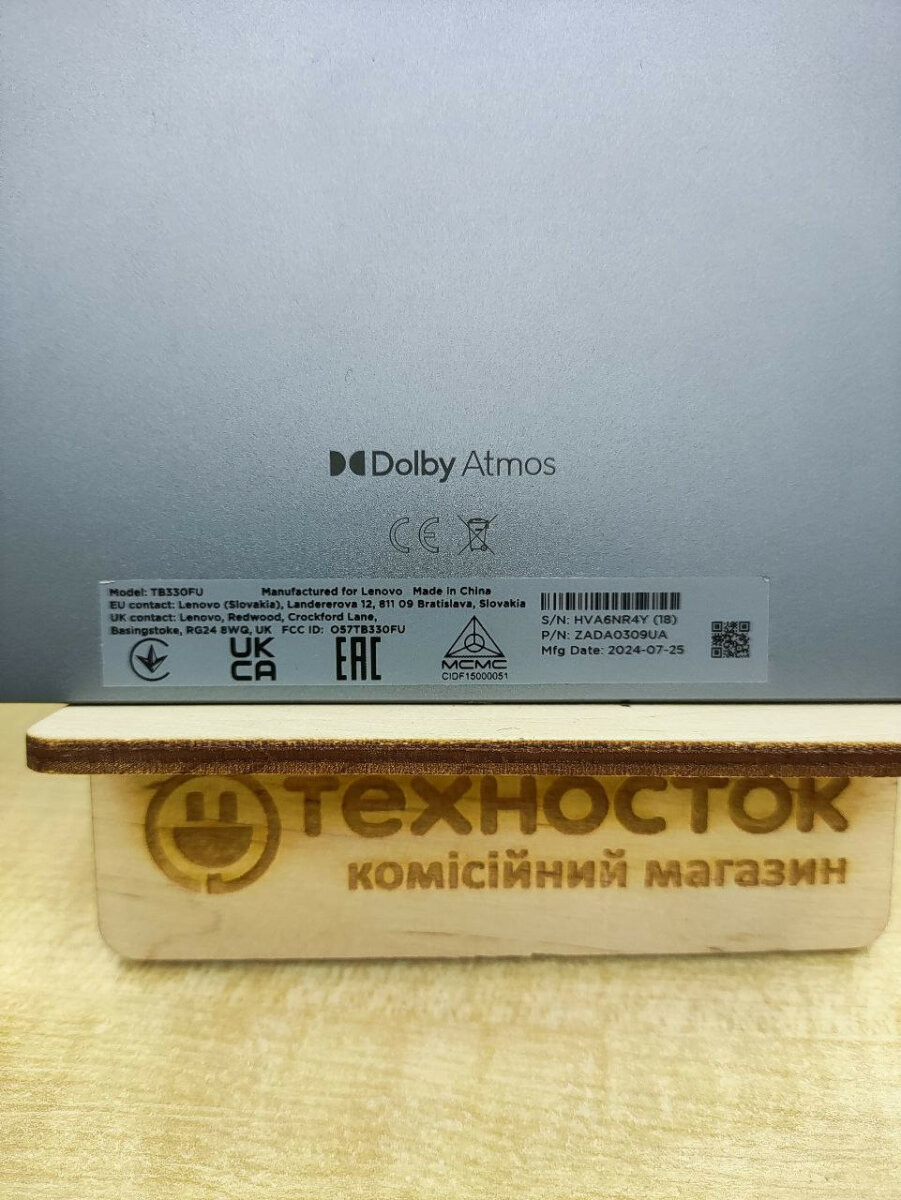 Dolby Atmos
CE
Model: TB330FU Manufactured for Lenovo Made in China
EU contact: Lenovo (Slovakia), Landererova 12, 811 09 Bratislava, Slovakia
UK contact: Lenovo, Redwood, Crockford Lane,
Basingstoke, RG24 8WQ, UK FCC ID: O57TB330FU
UK
CA
EAC
MCMC
CIDF15000051
S/N: HVA6NR4Y (18)
P/N: ZADA0309UA
Mfg Date: 2024-07-25
техносток
комісійний магазин